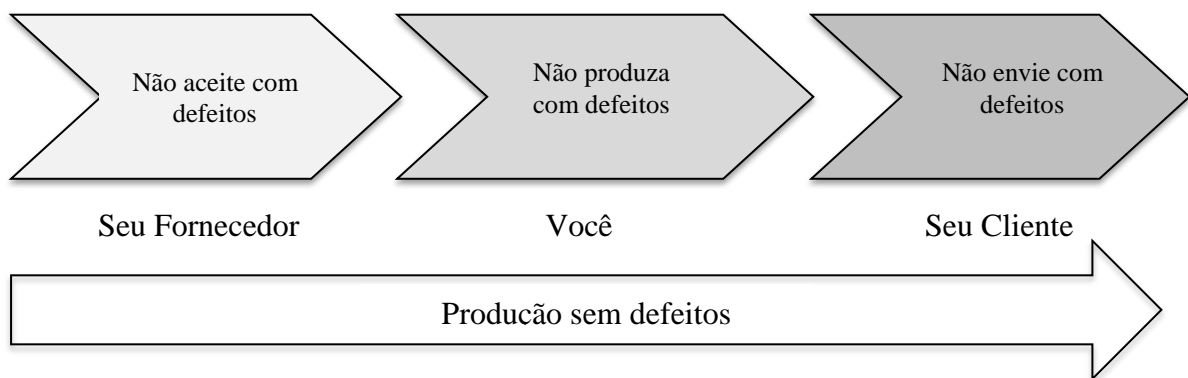 Não aceite com
defeitos
Não produza
com defeitos
Não envie com
defeitos
Seu Fornecedor
Você
Seu Cliente
Producão sem defeitos